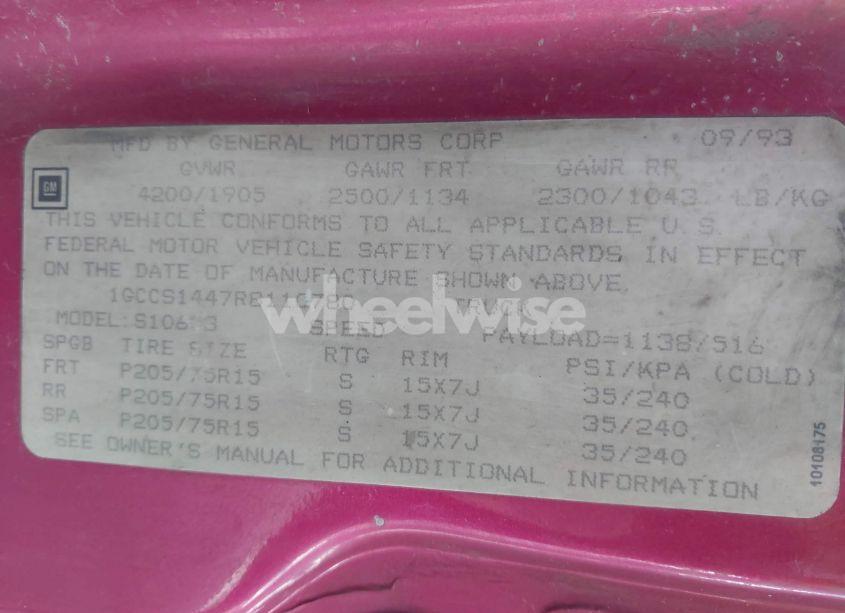 MFD BY GENERAL MOTORS CORP 09/93
GVWR GAWR FRT GAWR RR
GM 4200/1905 2500/1134 2300/1043 LB/KG
THIS VEHICLE CONFORMS TO ALL APPLICABLE U.S.
FEDERAL MOTOR VEHICLE SAFETY STANDARDS IN EFFECT
ON THE DATE OF MANUFACTURE SHOWN ABOVE.
TRUCK
wheelwise
MODEL: SPEED PAYLOAD=1138/516
SPGB TIRE SIZE RTG RIM PSI/KPA (COLD)
FRT P205/75R15 S 15X7J 35/240
RR P205/75R15 S 15X7J 35/240
SPA P205/75R15 S 15X7J 35/240
SEE OWNER'S MANUAL FOR ADDITIONAL INFORMATION
10108175